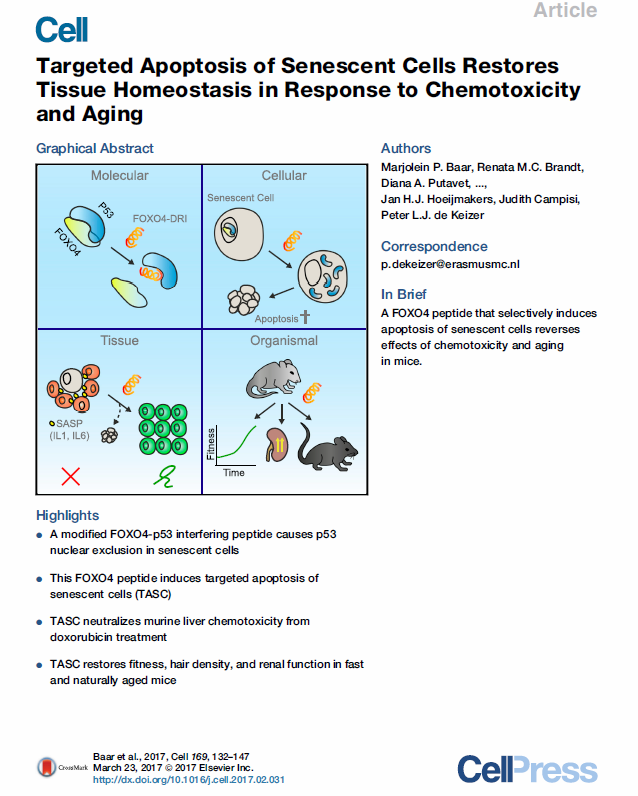 Article
Cell
Targeted Apoptosis of Senescent Cells Restores
Tissue Homeostasis in Response to Chemotoxicity
and Aging
Graphical Abstract
Molecular
P53
FOXO4-DRI
FOXO4
Cellular
Senescent Cell
Apoptosis
Tissue
SASP
(IL1, IL6)
Organismal
Fitness
Time
Authors
Marjolein P. Baar, Renata M.C. Brandt,
Diana A. Putavet, ...,
Jan H.J. Hoeijmakers, Judith Campisi,
Peter L.J. de Keizer
Correspondence
p.dekeizer@erasmusmc.nl
In Brief
A FOXO4 peptide that selectively induces
apoptosis of senescent cells reverses
effects of chemotoxicity and aging
in mice.
Highlights
● A modified FOXO4-p53 interfering peptide causes p53
nuclear exclusion in senescent cells
● This FOXO4 peptide induces targeted apoptosis of
senescent cells (TASC)
● TASC neutralizes murine liver chemotoxicity from
doxorubicin treatment
● TASC restores fitness, hair density, and renal function in fast
and naturally aged mice
CrossMark
Baar et al., 2017, Cell 169, 132–147
March 23, 2017 © 2017 Elsevier Inc.
http://dx.doi.org/10.1016/j.cell.2017.02.031
CellPress